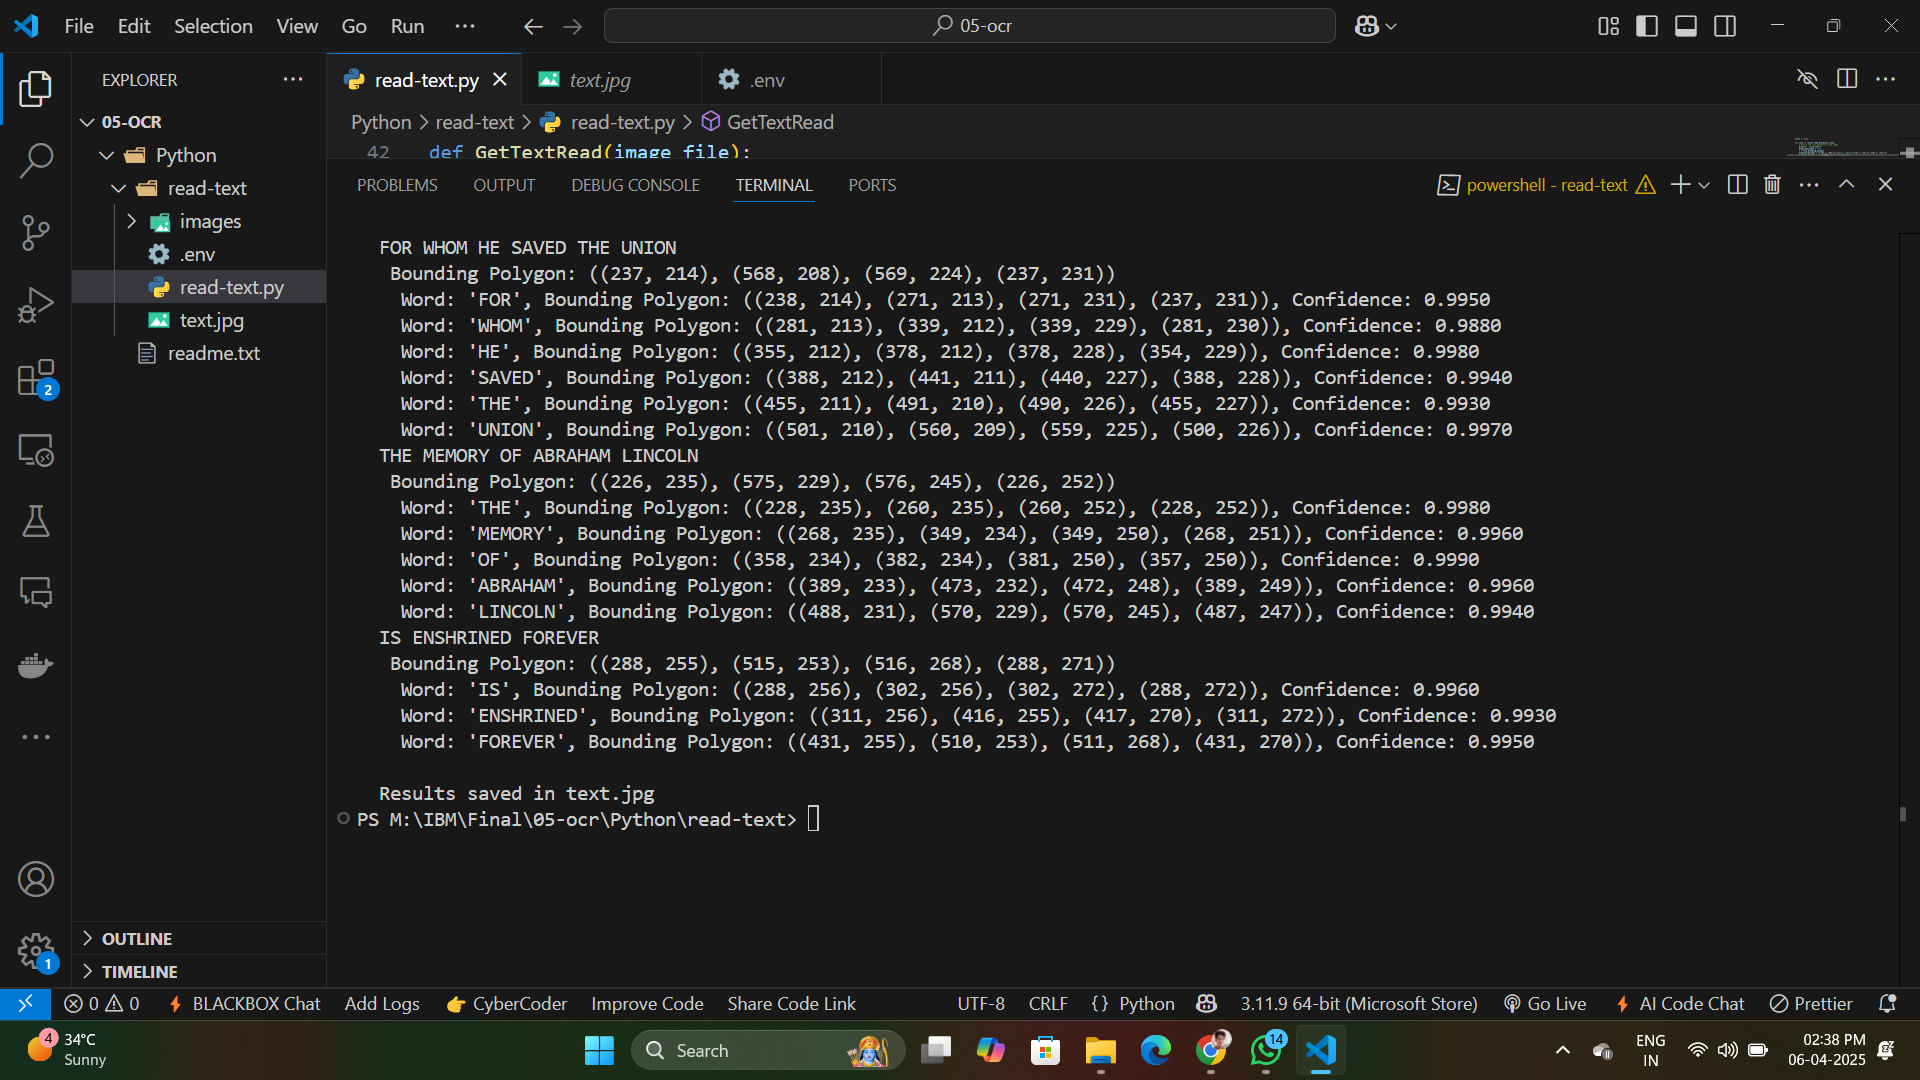 File Edit Selection View Go Run ··· 05-ocr
EXPLORER
read-text.py text.jpg .env
05-OCR
Python > read-text > read-text.py > GetTextRead
42 def GetTextRead(image_file):
Python
read-text
images
.env
read-text.py
text.jpg
readme.txt
PROBLEMS OUTPUT DEBUG CONSOLE TERMINAL PORTS
powershell - read-text
FOR WHOM HE SAVED THE UNION
Bounding Polygon: ((237, 214), (568, 208), (569, 224), (237, 231))
Word: 'FOR', Bounding Polygon: ((238, 214), (271, 213), (271, 231), (237, 231)), Confidence: 0.9950
Word: 'WHOM', Bounding Polygon: ((281, 213), (339, 212), (339, 229), (281, 230)), Confidence: 0.9880
Word: 'HE', Bounding Polygon: ((355, 212), (378, 212), (378, 228), (354, 229)), Confidence: 0.9980
Word: 'SAVED', Bounding Polygon: ((388, 212), (441, 211), (440, 227), (388, 228)), Confidence: 0.9940
Word: 'THE', Bounding Polygon: ((455, 211), (491, 210), (490, 226), (455, 227)), Confidence: 0.9930
Word: 'UNION', Bounding Polygon: ((501, 210), (560, 209), (559, 225), (500, 226)), Confidence: 0.9970
THE MEMORY OF ABRAHAM LINCOLN
Bounding Polygon: ((226, 235), (575, 229), (576, 245), (226, 252))
Word: 'THE', Bounding Polygon: ((228, 235), (260, 235), (260, 252), (228, 252)), Confidence: 0.9980
Word: 'MEMORY', Bounding Polygon: ((268, 235), (349, 234), (349, 250), (268, 251)), Confidence: 0.9960
Word: 'OF', Bounding Polygon: ((358, 234), (382, 234), (381, 250), (357, 250)), Confidence: 0.9990
Word: 'ABRAHAM', Bounding Polygon: ((389, 233), (473, 232), (472, 248), (389, 249)), Confidence: 0.9960
Word: 'LINCOLN', Bounding Polygon: ((488, 231), (570, 229), (570, 245), (487, 247)), Confidence: 0.9940
IS ENSHRINED FOREVER
Bounding Polygon: ((288, 255), (515, 253), (516, 268), (288, 271))
Word: 'IS', Bounding Polygon: ((288, 256), (302, 256), (302, 272), (288, 272)), Confidence: 0.9960
Word: 'ENSHRINED', Bounding Polygon: ((311, 256), (416, 255), (417, 270), (311, 272)), Confidence: 0.9930
Word: 'FOREVER', Bounding Polygon: ((431, 255), (510, 253), (511, 268), (431, 270)), Confidence: 0.9950
Results saved in text.jpg
PS M:\IBM\Final\05-ocr\Python\read-text>
2
1
OUTLINE
TIMELINE
0 0 BLACKBOX Chat Add Logs CyberCoder Improve Code Share Code Link UTF-8 CRLF {} Python 3.11.9 64-bit (Microsoft Store) Go Live AI Code Chat Prettier
4 34°C
Sunny
Search
14
ENG
IN
02:38 PM
06-04-2025